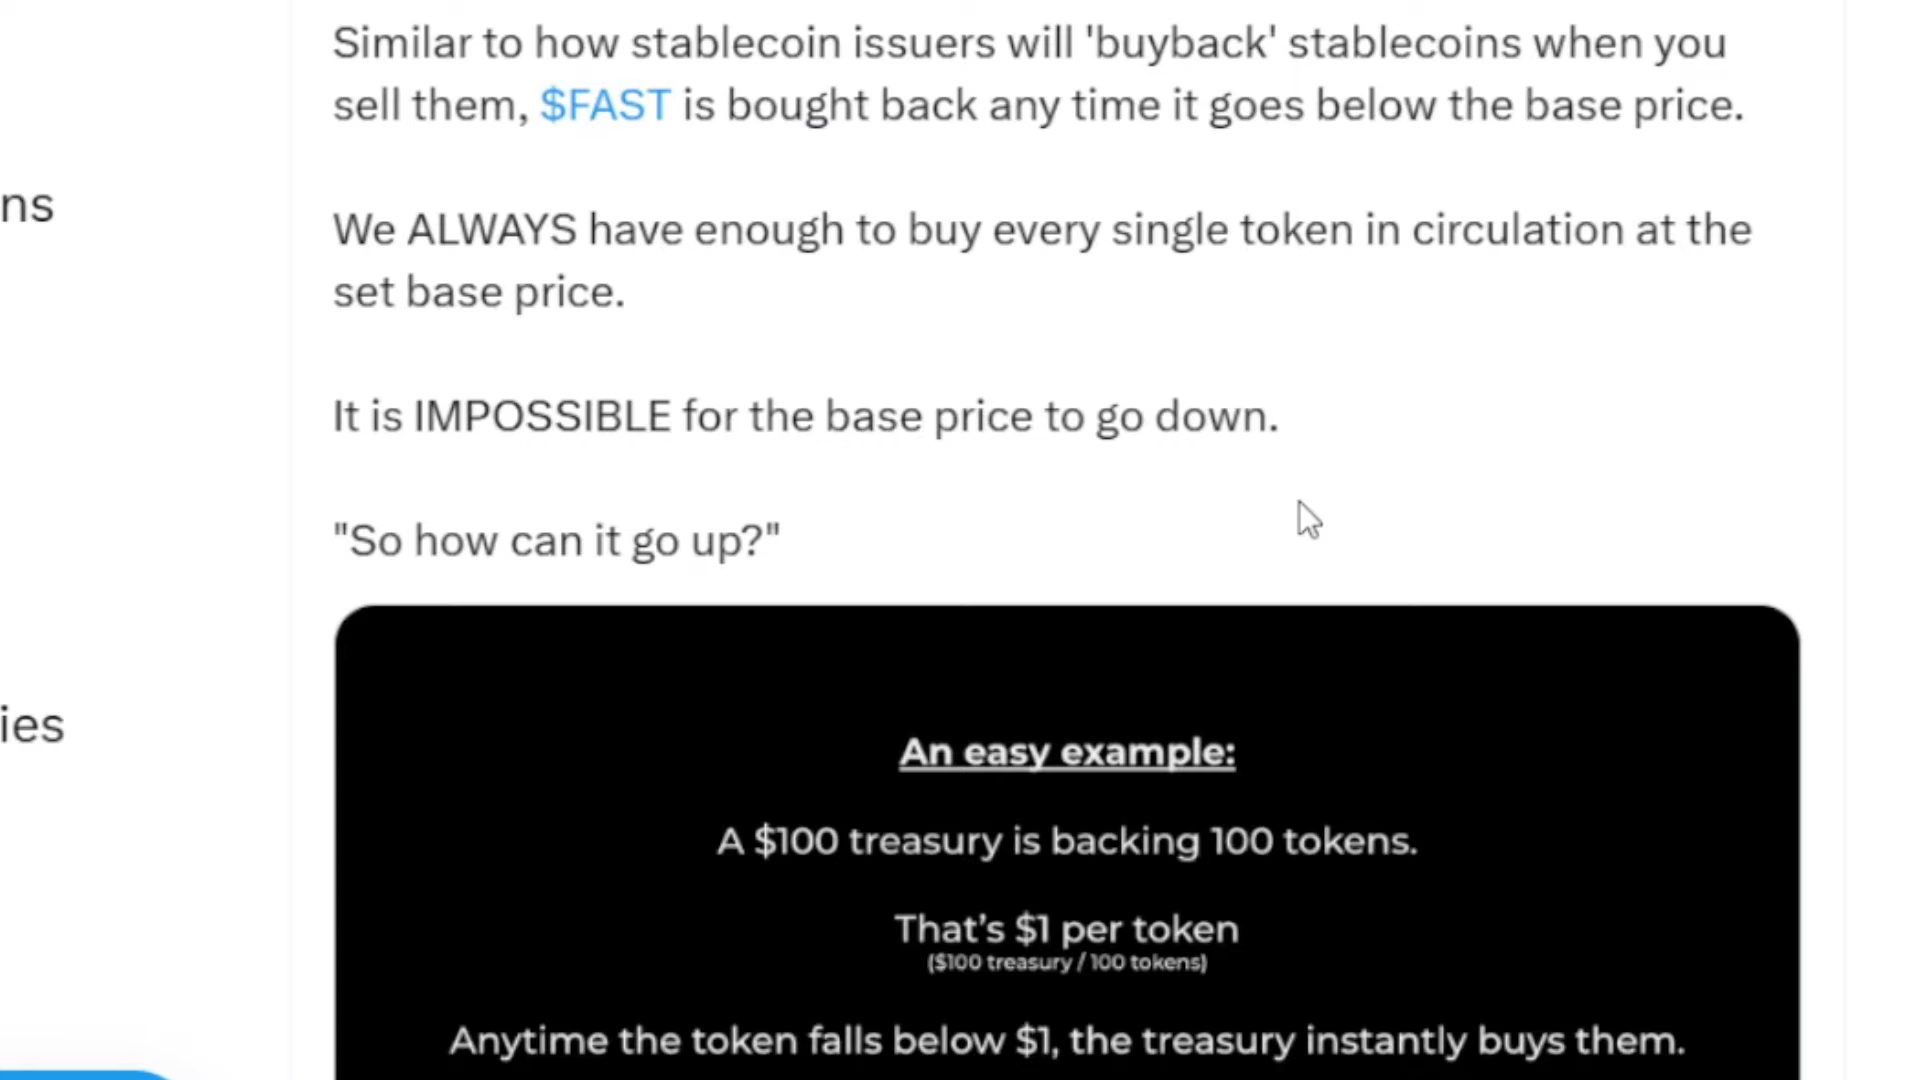 Similar to how stablecoin issuers will 'buyback' stablecoins when you
sell them, $FAST is bought back any time it goes below the base price.
We ALWAYS have enough to buy every single token in circulation at the
set base price.
It is IMPOSSIBLE for the base price to go down.
"So how can it go up?"
ns
ies
An easy example:
A $100 treasury is backing 100 tokens.
That's $1 per token
($100 treasury / 100 tokens)
Anytime the token falls below $1, the treasury instantly buys them.